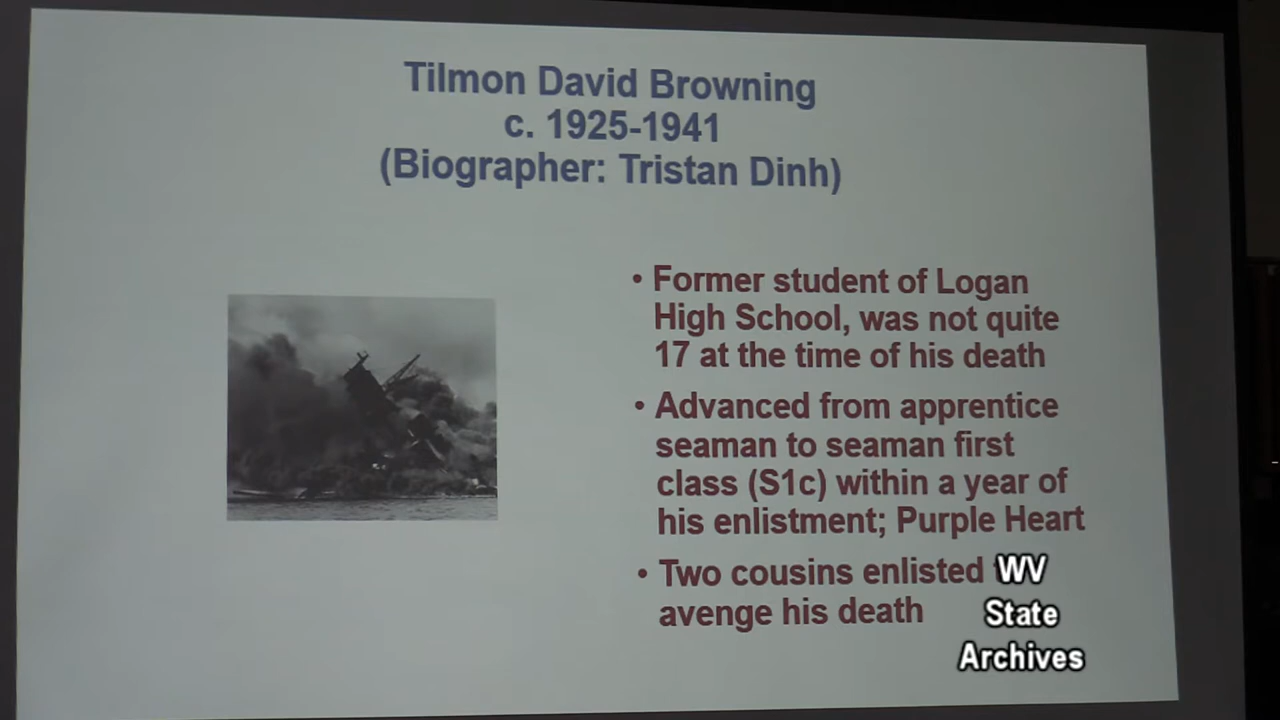 Tilmon David Browning
c. 1925-1941
(Biographer: Tristan Dinh)
• Former student of Logan
High School, was not quite
17 at the time of his death
• Advanced from apprentice
seaman to seaman first
class (S1c) within a year of
his enlistment; Purple Heart
• Two cousins enlisted
avenge his death
WV
State
Archives